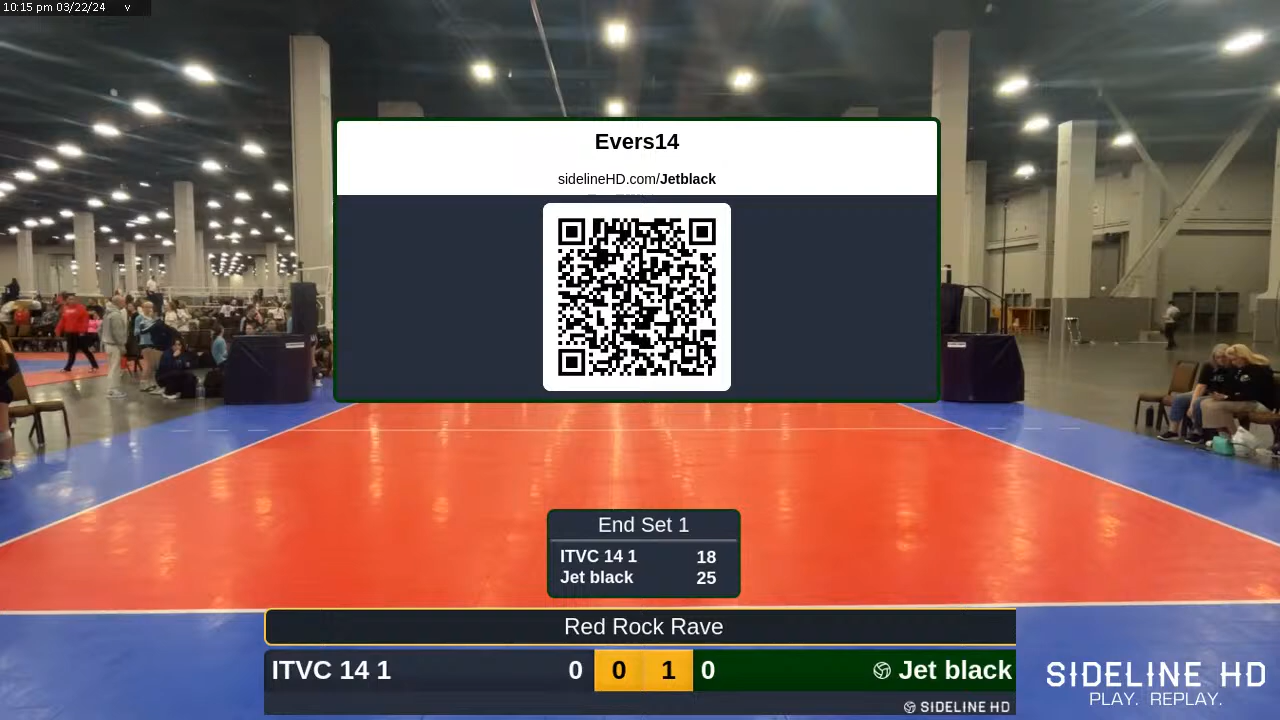 10:15 pm 03/22/24 v
Evers14
sidelineHD.com/Jetblack
End Set 1
ITVC 14 1 18
Jet black 25
Red Rock Rave
ITVC 14 1 0 0 1 0 Jet black
SIDELINE HD
SIDELINE HD
PLAY. REPLAY.